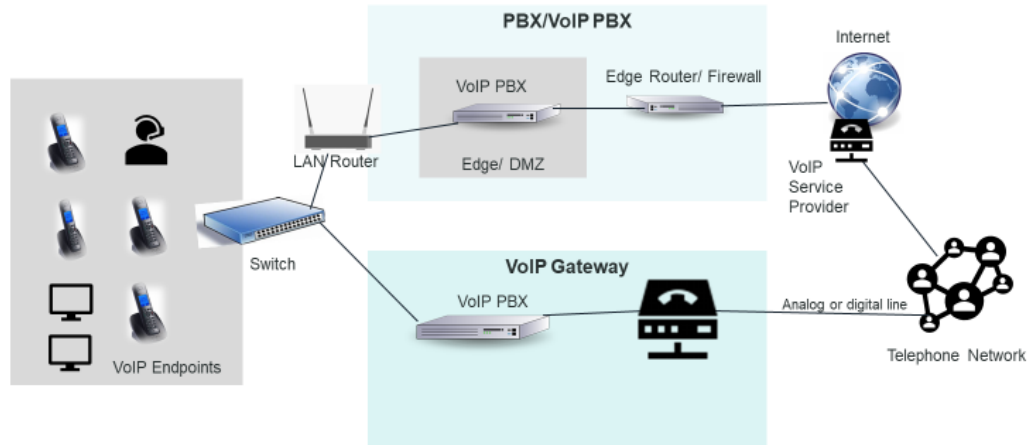 PBX/VoIP PBX
Internet
VoIP PBX
Edge Router/ Firewall
LAN/Router
Edge/ DMZ
VoIP
Service
Provider
Switch
VoIP Gateway
VoIP PBX
Analog or digital line
VoIP Endpoints
Telephone Network